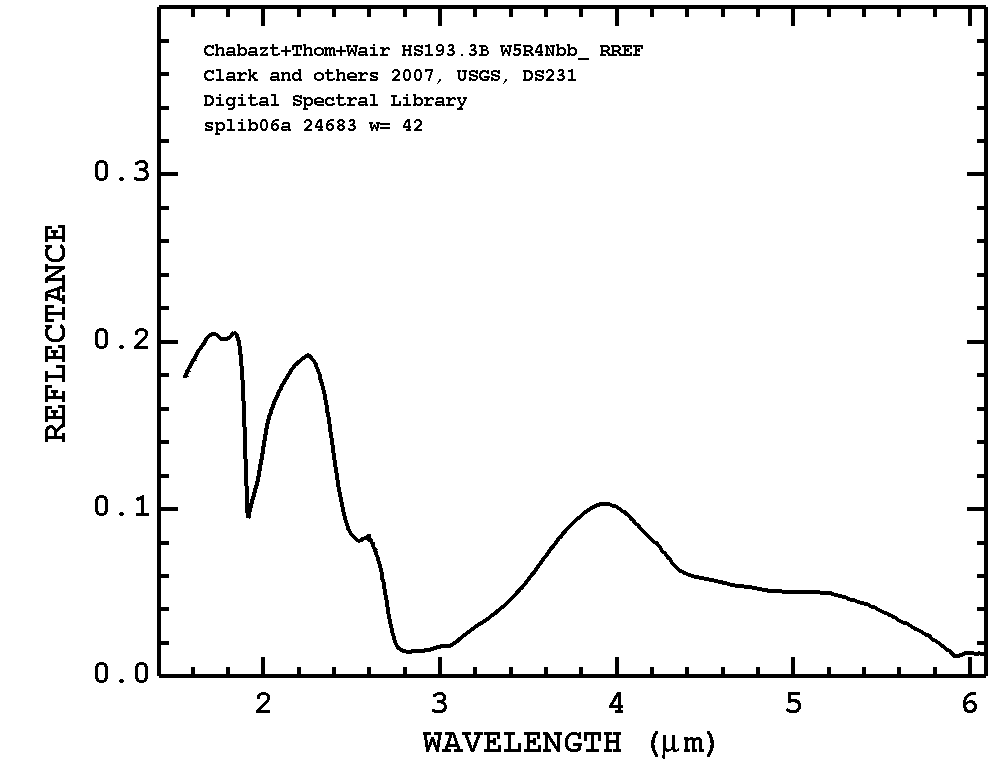 Chabazt+Thom+Wair HS193.3B W5R4Nbb_ RREF
Clark and others 2007, USGS, DS231
Digital Spectral Library
splib06a 24683 w= 42
0.3
0.2
0.1
0.0
REFLECTANCE
2 3 4 5 6
WAVELENGTH (μm)